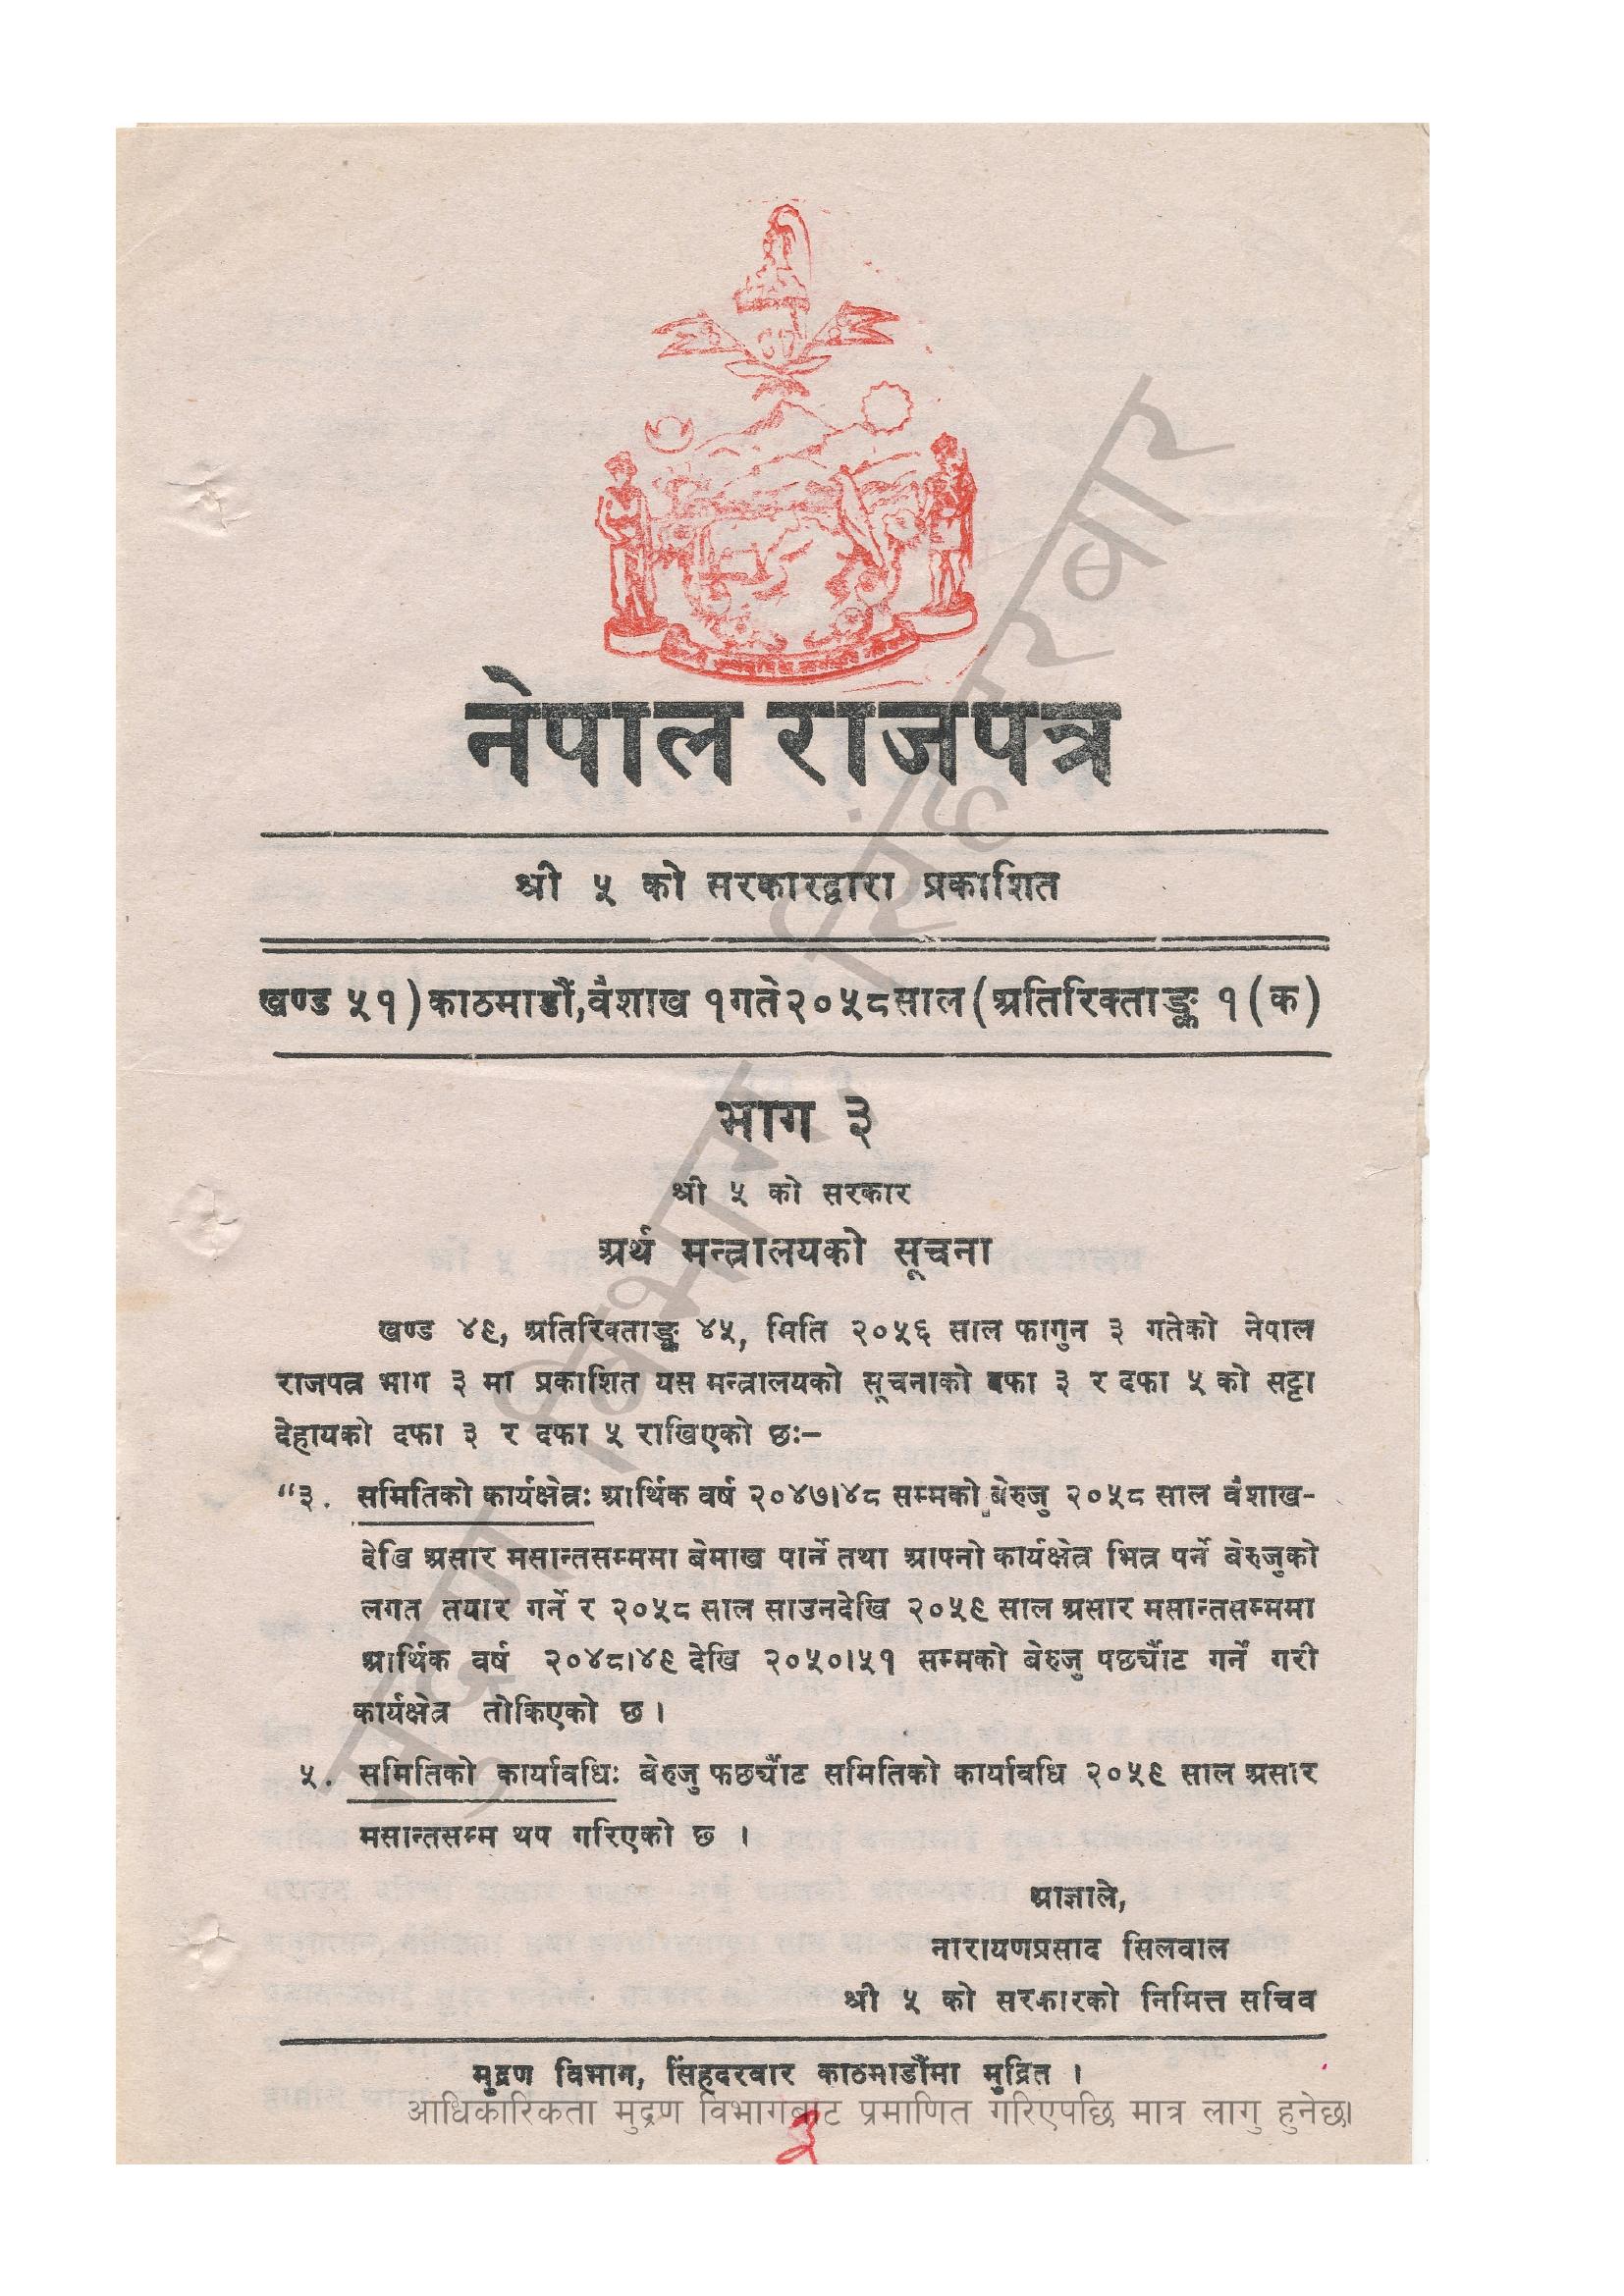 नेपाल राजपत्र
श्री ५ को सरकारद्वारा प्रकाशित
खण्ड ५१) काठमाडौं, वैशाख १ गते २०५८ साल (अतिरिक्ताङ्क १ (क)
भाग ३
श्री ५ को सरकार
अर्थ मन्त्रालयको सूचना
खण्ड ४९, अतिरिक्ताङ्क ४५, मिति २०५६ साल फागुन ३ गतेको नेपाल
राजपत्र भाग ३ मा प्रकाशित यस मन्त्रालयको सूचनाको दफा ३ र दफा ५ को सट्टा
देहायको दफा ३ र दफा ५ राखिएको छः–
"३. समितिको कार्यक्षेत्रः आर्थिक वर्ष २०४७।४८ सम्मको बेरुजु २०५८ साल वैशाख-
देखि असार मसान्तसम्ममा बेमाख पार्ने तथा आफ्नो कार्यक्षेत्र भित्र पर्ने बेरुजुको
लगत तयार गर्ने र २०५८ साल साउनदेखि २०५९ साल असार मसान्तसम्ममा
आर्थिक वर्ष २०४८।४९ देखि २०५०।५१ सम्मको बेरुजु पछर्‍यौट गर्ने गरी
कार्यक्षेत्र तोकिएको छ ।
५. समितिको कार्यावधिः बेरुजु फछर्‍यौट समितिको कार्यावधि २०५९ साल असार
मसान्तसम्म थप गरिएको छ ।
आज्ञाले,
नारायणप्रसाद सिलवाल
श्री ५ को सरकारको निमित्त सचिव
मुद्रण विभाग, सिंहदरवार काठमाडौंमा मुद्रित ।
आधिकारिकता मुद्रण विभागबाट प्रमाणित गरिएपछि मात्र लागु हुनेछ।
३
मुद्रण विभाग, सिंहदरबार